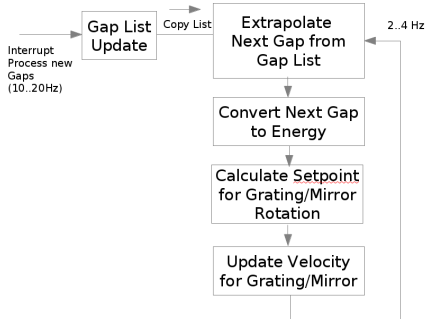 Gap List
Update
Copy List
Interrupt
Process new
Gaps
(10..20Hz)
Extrapolate
Next Gap from
Gap List
2..4 Hz
Convert Next Gap
to Energy
Calculate Setpoint
for Grating/Mirror
Rotation
Update Velocity
for Grating/Mirror